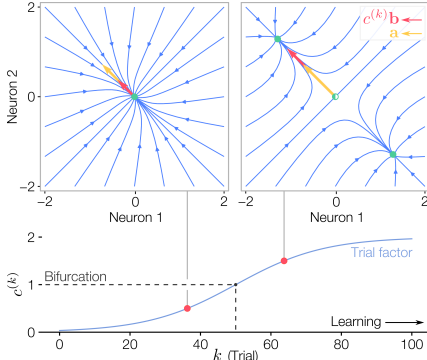 2
0
−2
Neuron 2
−2
0
2
Neuron 1
c⁽ᵏ⁾b
a
−2
0
2
Neuron 1
2
1
0
c⁽ᵏ⁾
Bifurcation
Trial factor
Learning
0
20
40
60
80
100
k (Trial)